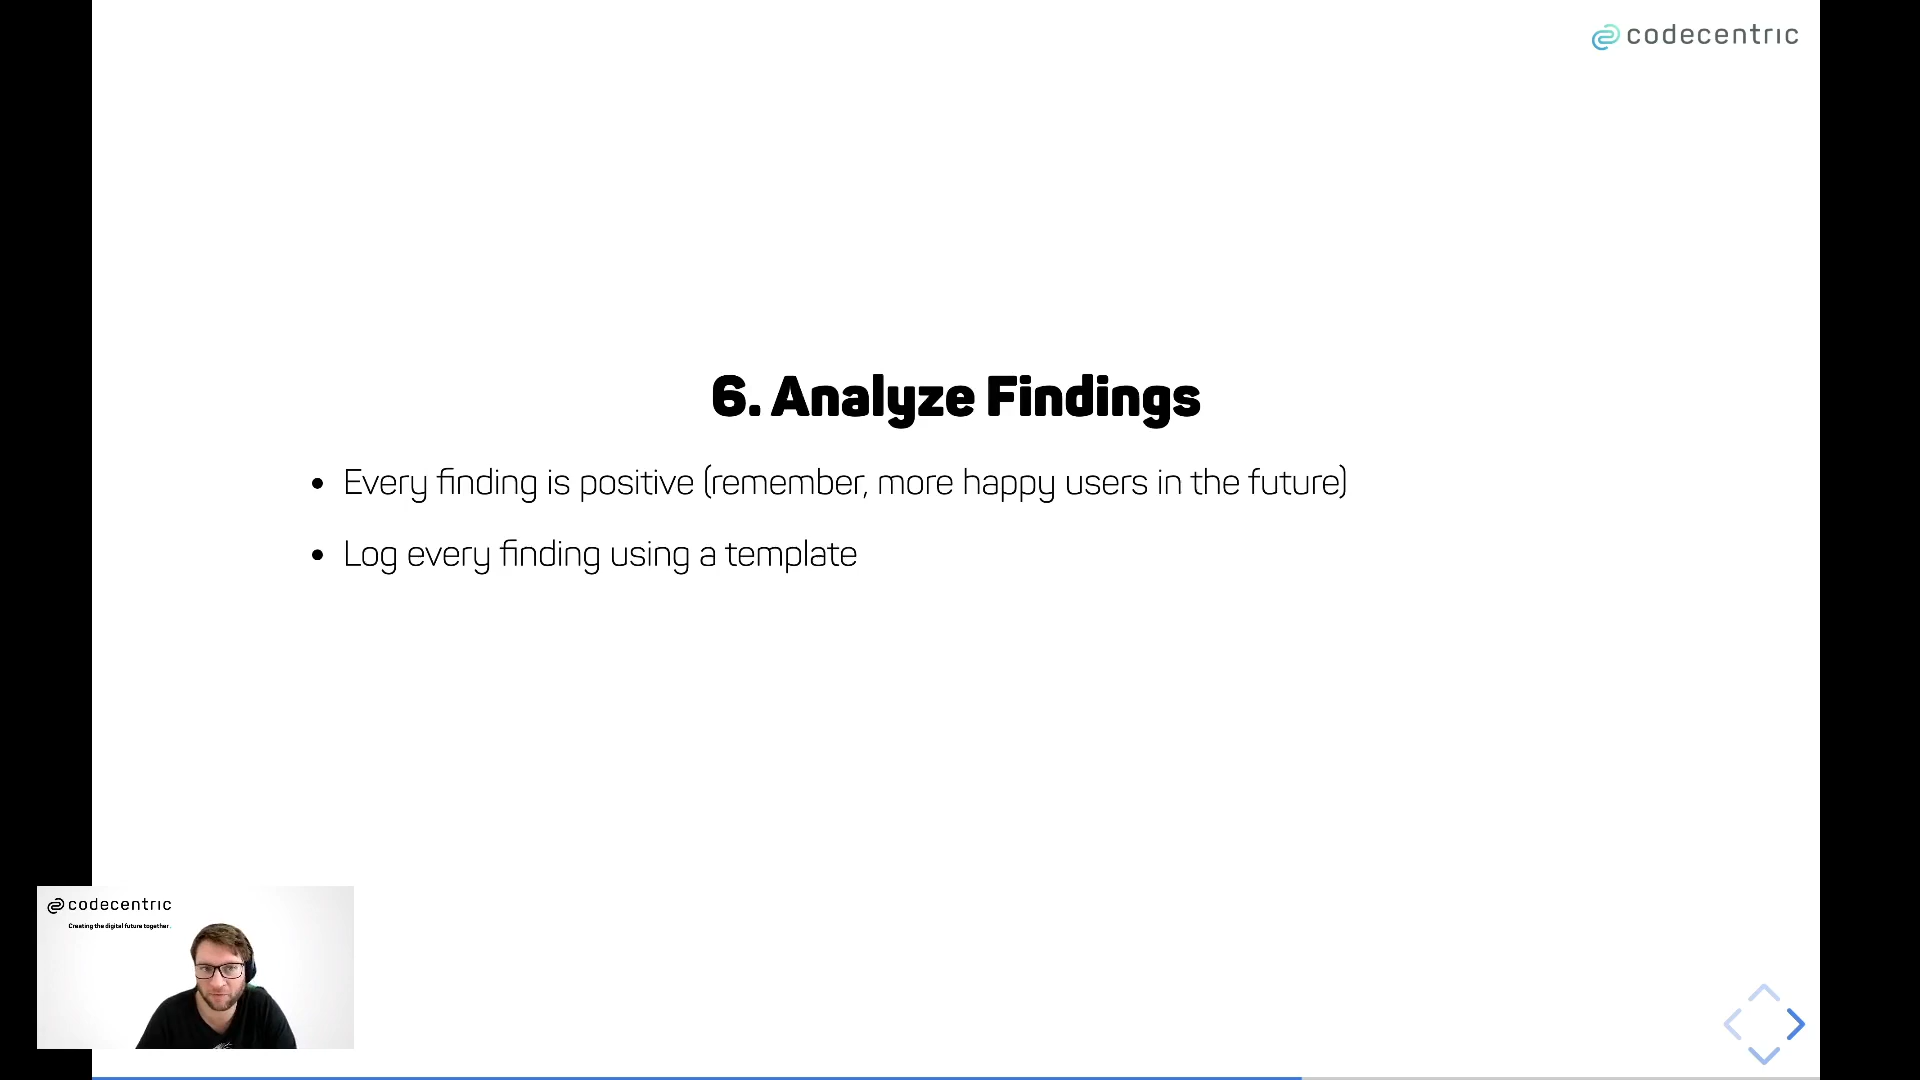 codecentric
6. Analyze Findings
Every finding is positive (remember, more happy users in the future)
Log every finding using a template
codecentric
Creating the digital future together.